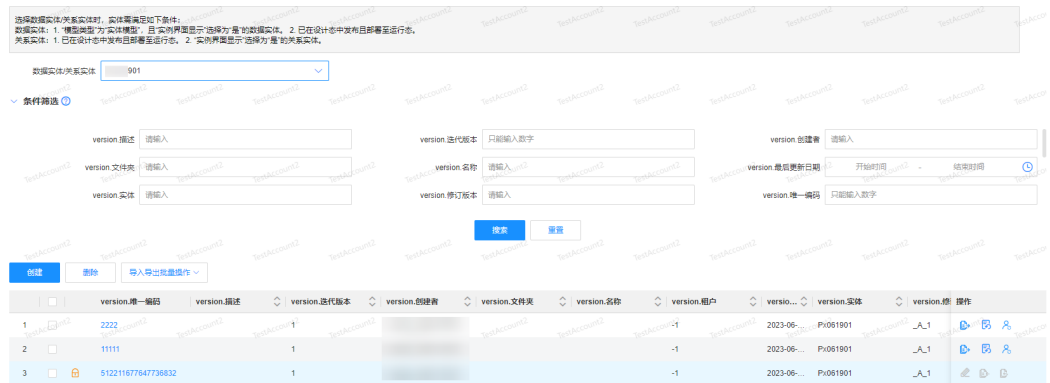 选择数据实体/关系实体时，实体需满足如下条件：
数据实体：1. "模型类型"为"实体模型"，且"实例界面显示"选择为"是"的数据实体。 2. 已在设计态中发布且部署至运行态。
关系实体：1. 已在设计态中发布且部署至运行态。 2. "实例界面显示"选择为"是"的关系实体。
数据实体/关系实体 901
条件筛选
version.描述 请输入 version.迭代版本 只能输入数字 version.创建者 请输入
version.文件夹 请输入 version.名称 请输入 version.最后更新日期 开始时间 - 结束时间
version.实体 请输入 version.修订版本 请输入 version.唯一编码 只能输入数字
搜索 重置
创建 删除 导入导出批量操作
version.唯一编码 version.描述 version.迭代版本 version.创建者 version.文件夹 version.名称 version.租户 versio... version.实体 version.修 操作
1 2222 1 -1 2023-06-... Px061901 _A_1
2 11111 1 -1 2023-06-... Px061901 _A_1
3 512211677647736832 1 -1 2023-06-... Px061901 _A_1
TestAccount2